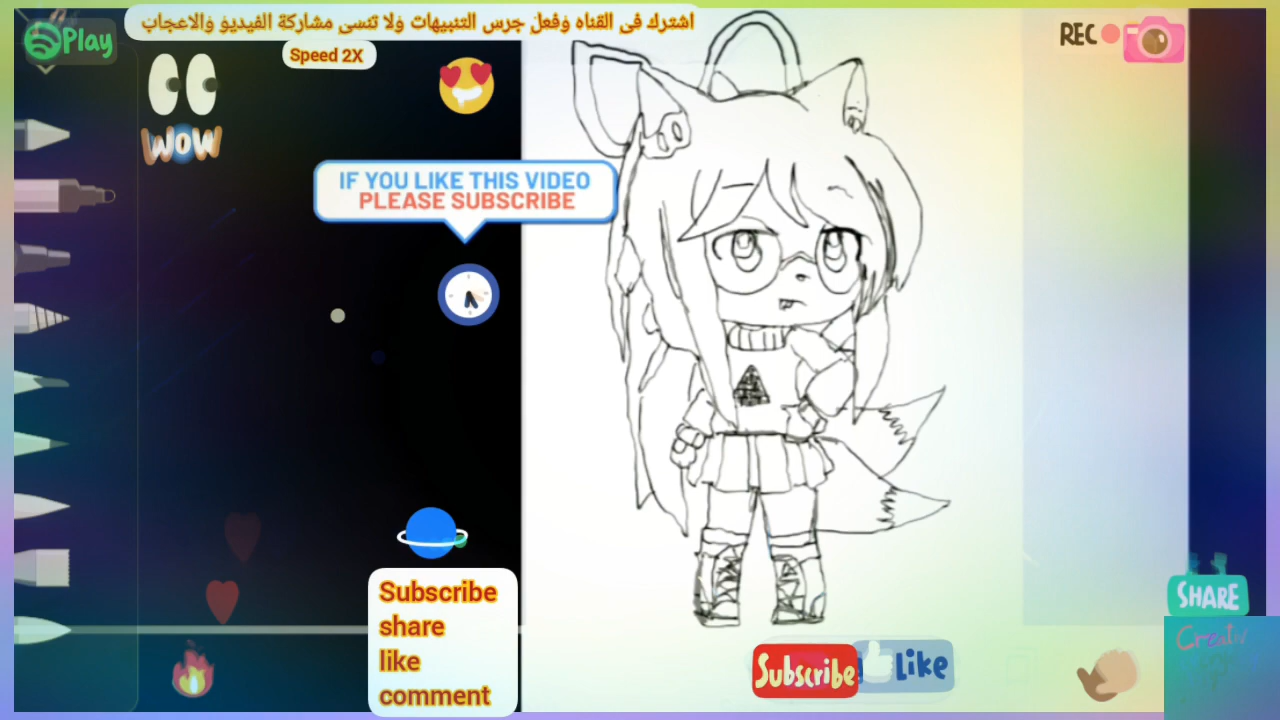 اشترك فى القناه وفعل جرس التنبيهات ولا تنسى مشاركة الفيديو والاعجاب
Play
Speed 2X
REC
WOW
IF YOU LIKE THIS VIDEO
PLEASE SUBSCRIBE
Subscribe
share
like
comment
SHARE
Subscribe
Like